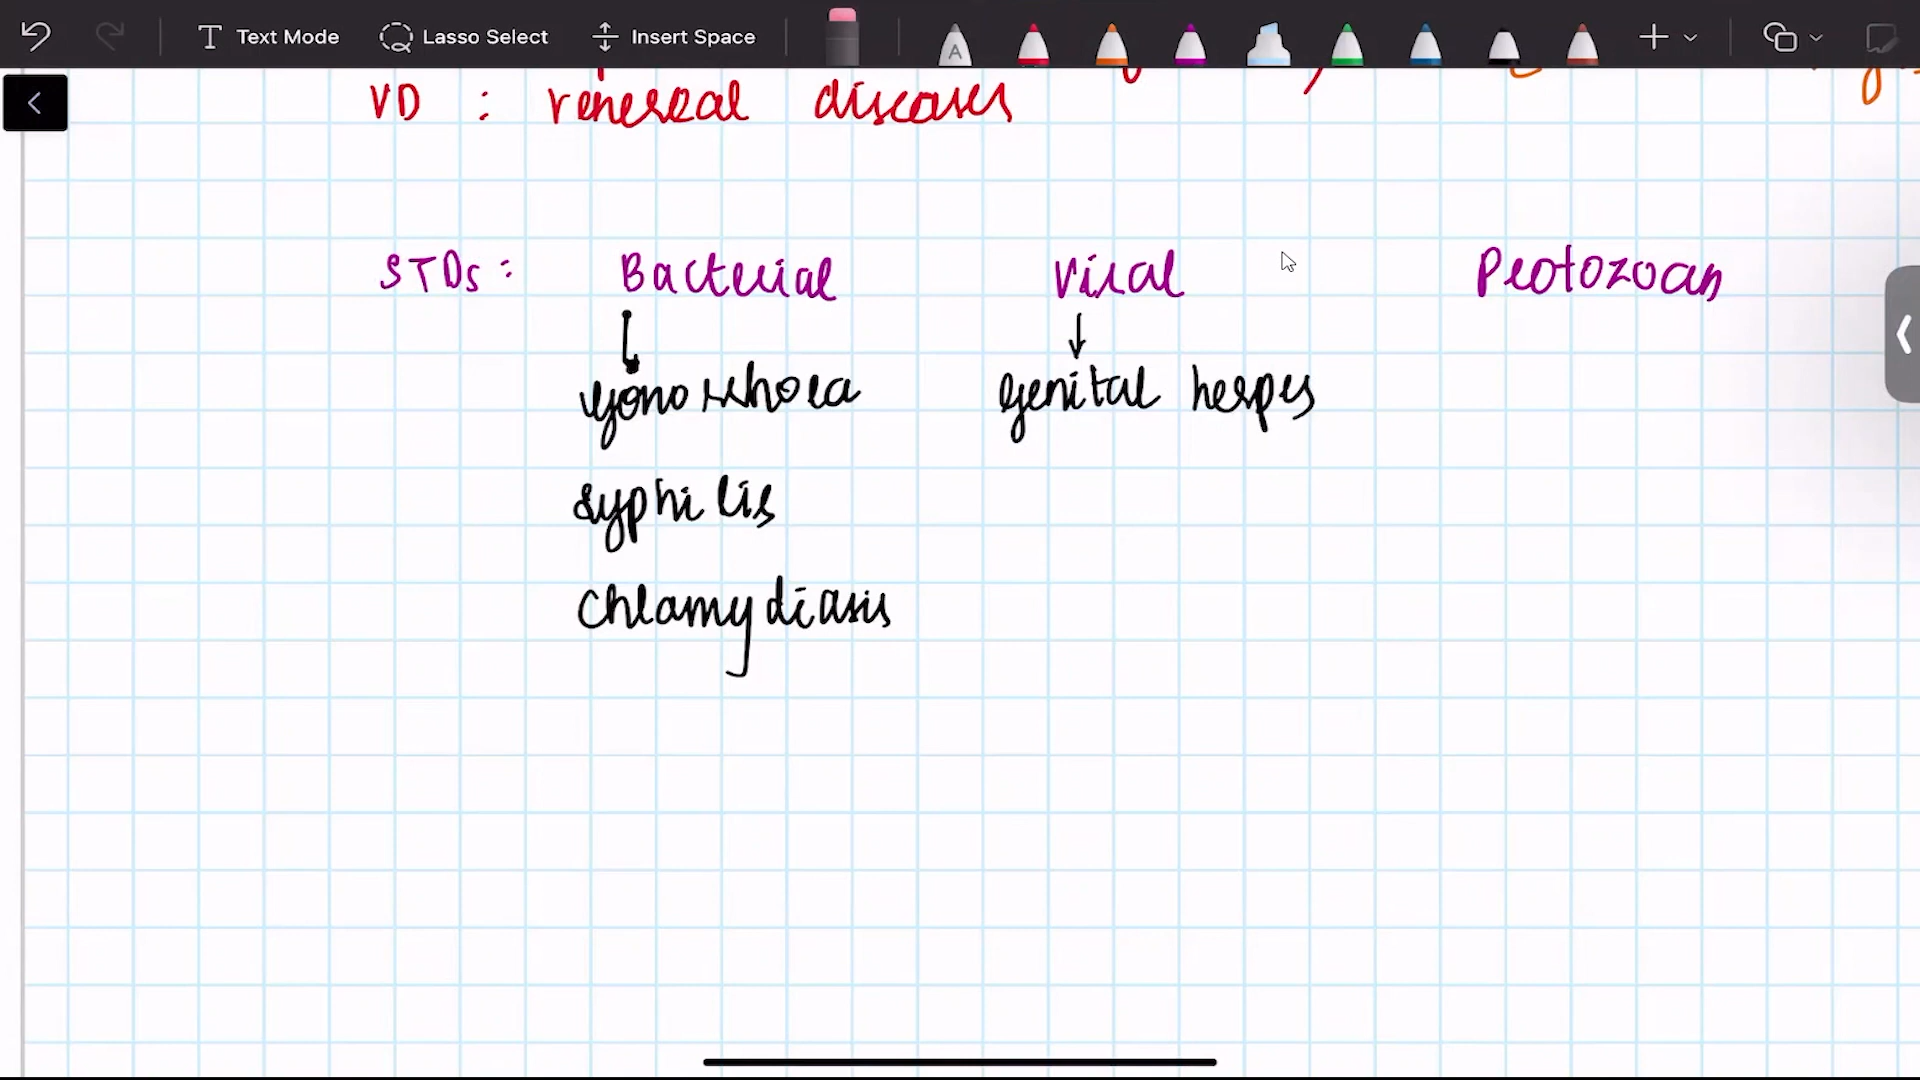 Text Mode Lasso Select Insert Space
A
VD : venereal diseases
STDs : Bacterial Viral Protozoan
gonorrhoea genital herpes
syphilis
chlamydiasis